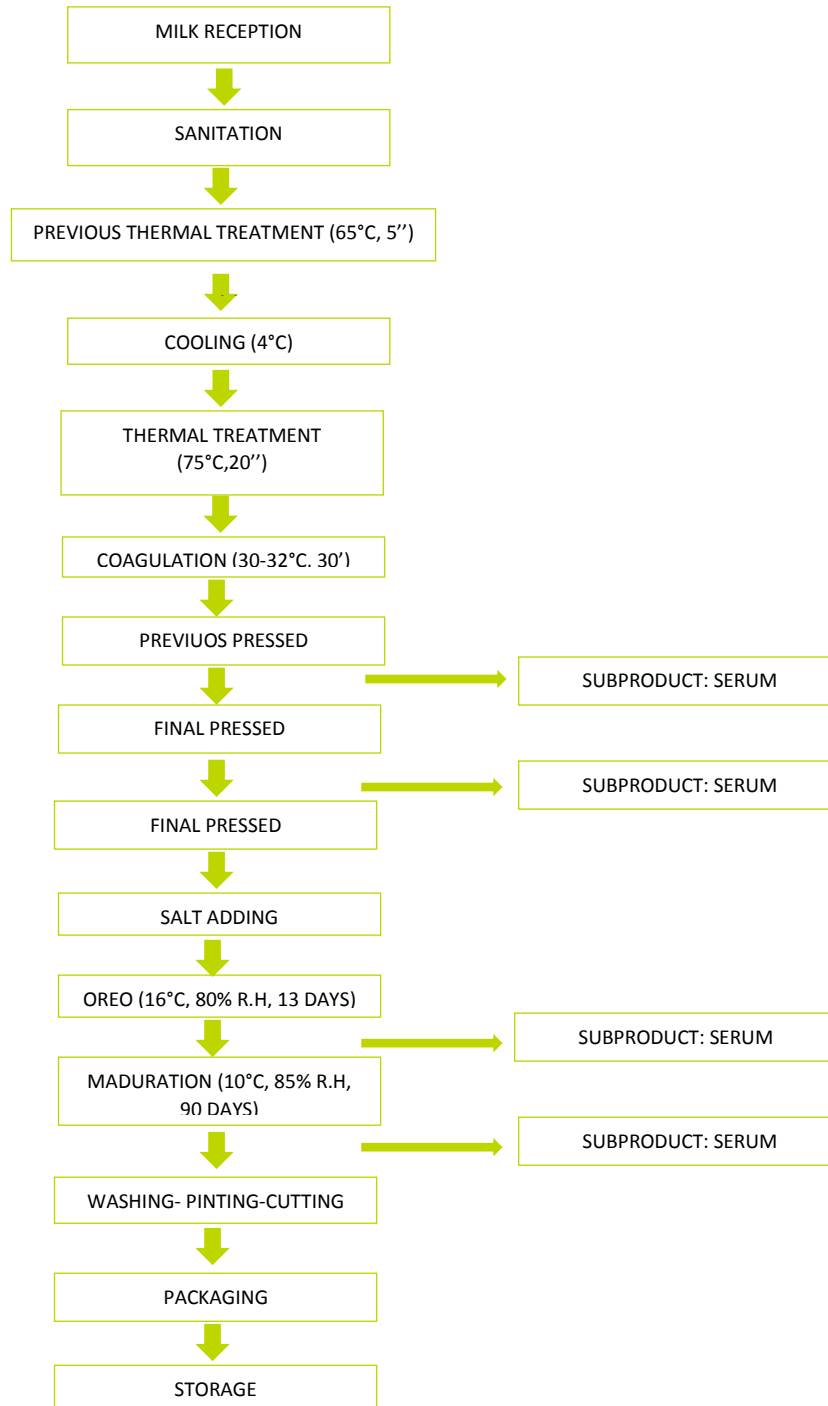 MILK RECEPTION
SANITATION
PREVIOUS THERMAL TREATMENT (65°C, 5’’)
COOLING (4°C)
THERMAL TREATMENT
(75°C,20’’)
COAGULATION (30-32°C. 30’)
PREVIUOS PRESSED
SUBPRODUCT: SERUM
FINAL PRESSED
SUBPRODUCT: SERUM
FINAL PRESSED
SALT ADDING
OREO (16°C, 80% R.H, 13 DAYS)
SUBPRODUCT: SERUM
MADURATION (10°C, 85% R.H,
90 DAYS)
SUBPRODUCT: SERUM
WASHING- PINTING-CUTTING
PACKAGING
STORAGE